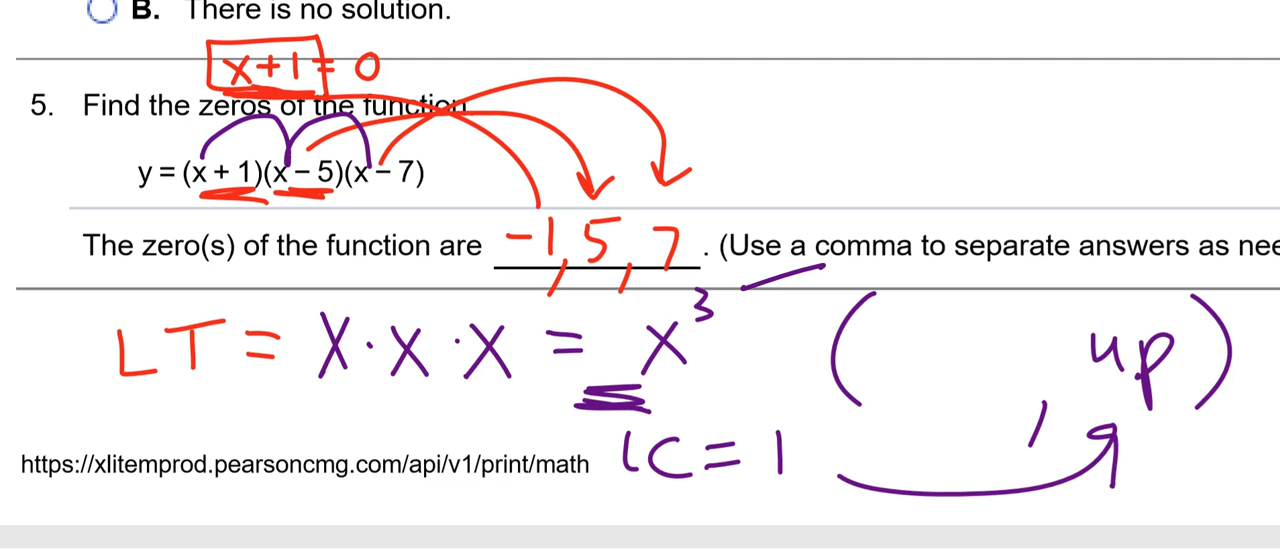 B. There is no solution.
x+1 = 0
5. Find the zeros of the function
y = (x + 1)(x − 5)(x − 7)
The zero(s) of the function are -1, 5, 7 . (Use a comma to separate answers as nee
LT = X·X·X = x³ ( , up)
LC = 1
https://xlitemprod.pearsoncmg.com/api/v1/print/math